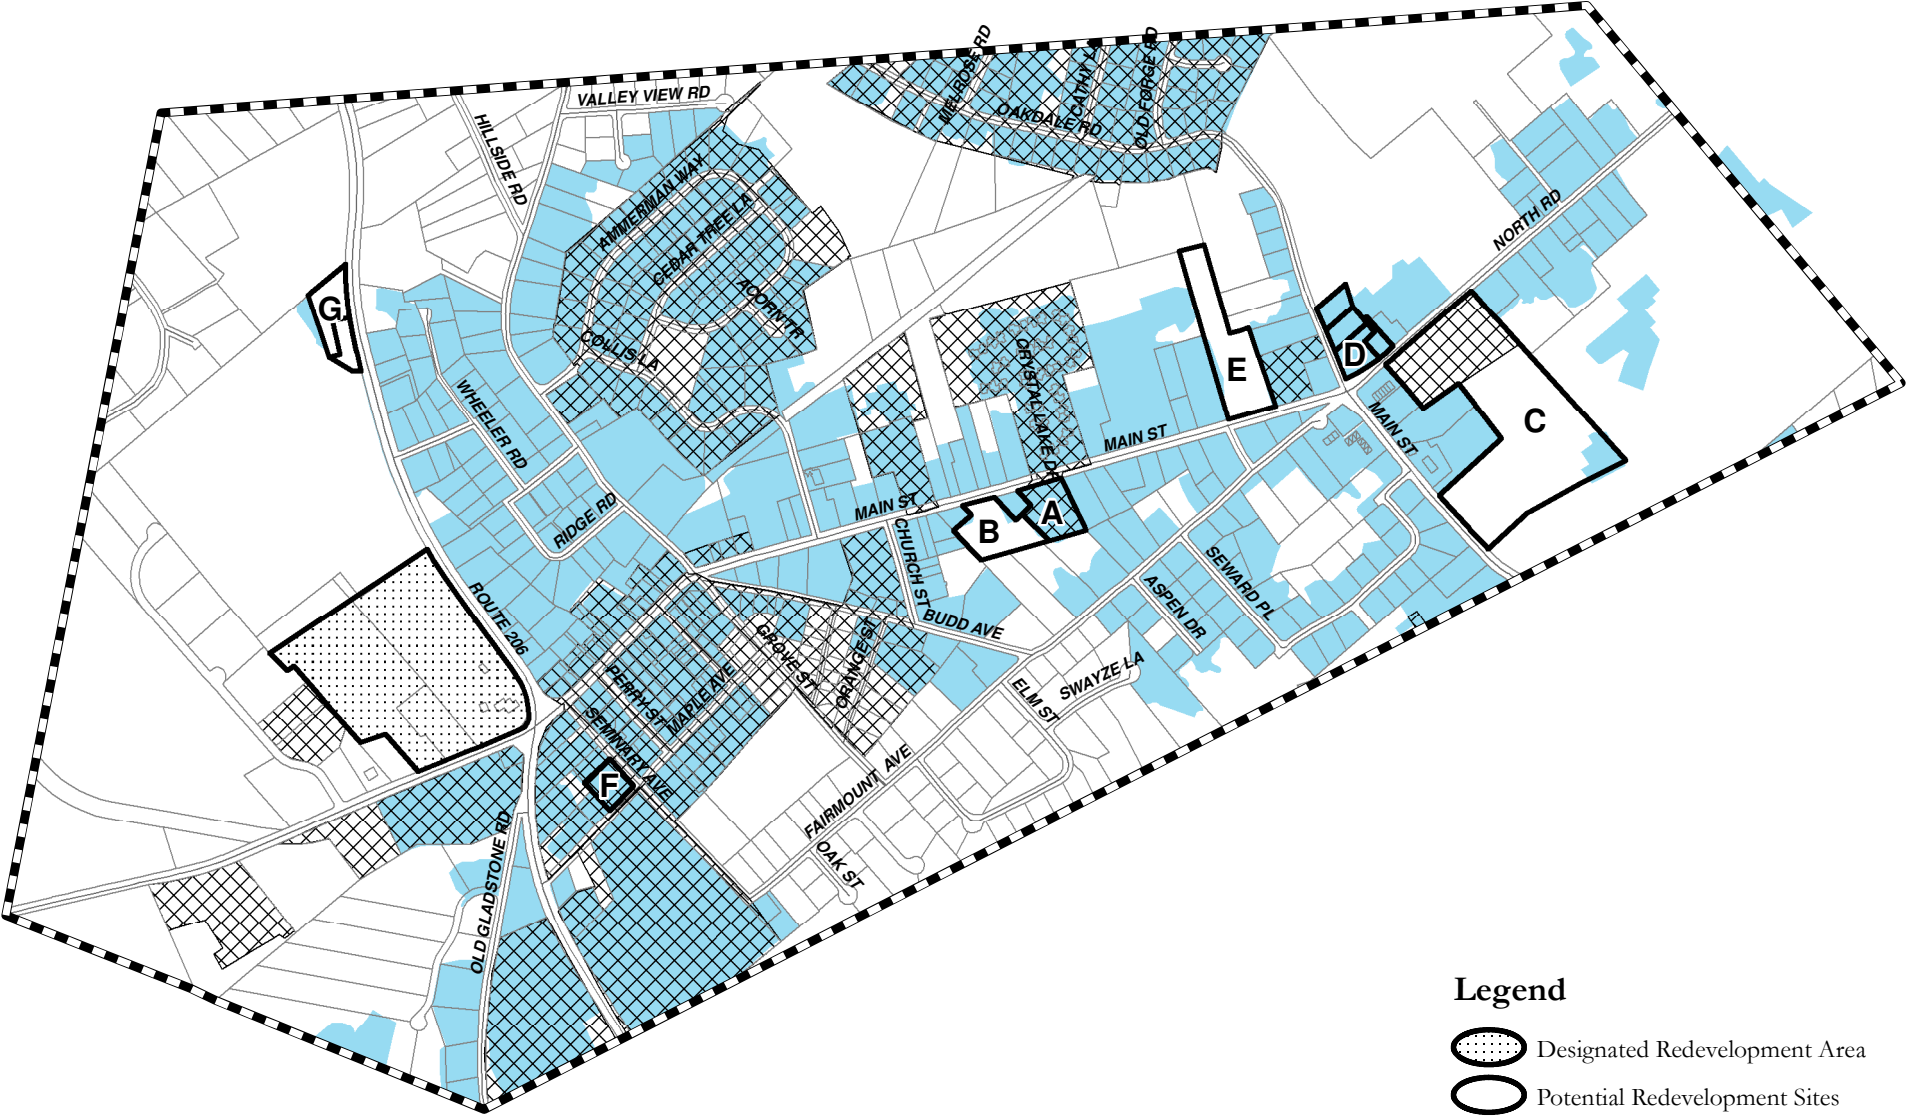 MELROSE RD
CATHY L
OLD FORGE RD
VALLEY VIEW RD
OAKDALE RD
HILLSIDE RD
AMMERMAN WAY
CEDAR TREE LA
NORTH RD
ACORN TR
G
COLLIS LA
CRYSTAL LAKE DR
E
D
WHEELER RD
MAIN ST
C
MAIN ST
MAIN ST
RIDGE RD
B
A
CHURCH ST
SEWARD PL
ASPEN DR
ROUTE 206
BUDD AVE
GROVE ST
ORANGE ST
PERRY ST
MAPLE AVE
SWAYZE LA
ELM ST
SEMINARY AVE
F
FAIRMOUNT AVE
OAK ST
OLD GLADSTONE RD
Legend
Designated Redevelopment Area
Potential Redevelopment Sites